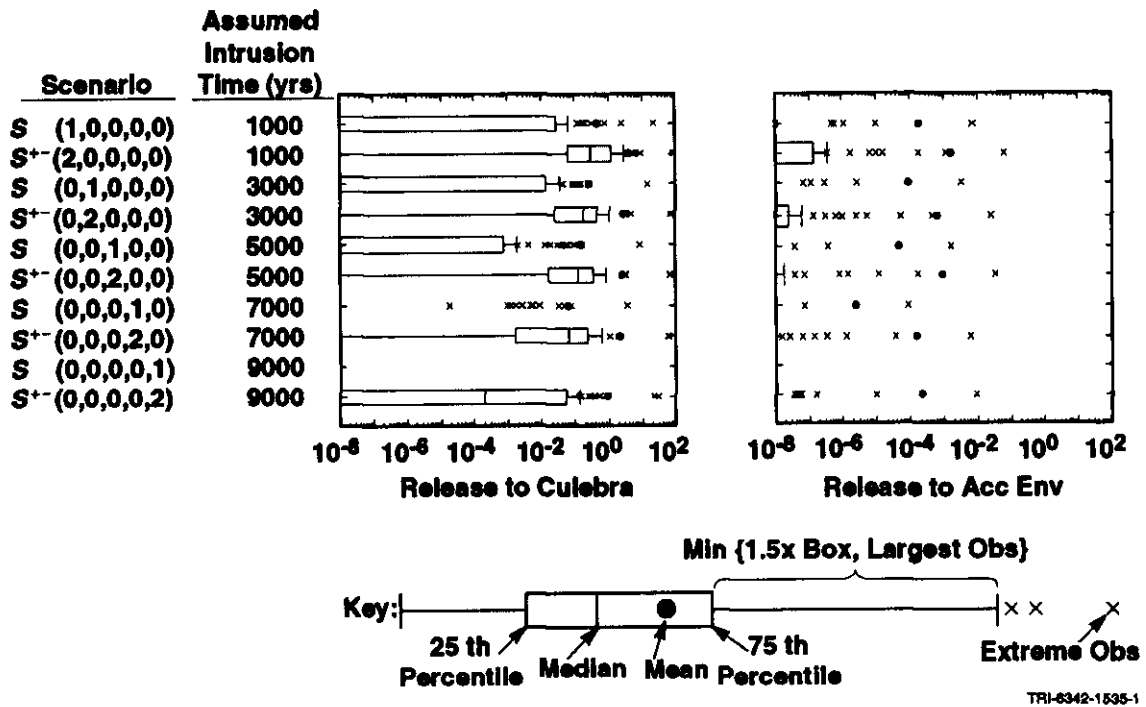 Assumed
Intrusion
Scenario Time (yrs)
S (1,0,0,0,0) 1000
S⁺⁻(2,0,0,0,0) 1000
S (0,1,0,0,0) 3000
S⁺⁻(0,2,0,0,0) 3000
S (0,0,1,0,0) 5000
S⁺⁻(0,0,2,0,0) 5000
S (0,0,0,1,0) 7000
S⁺⁻(0,0,0,2,0) 7000
S (0,0,0,0,1) 9000
S⁺⁻(0,0,0,0,2) 9000
10⁻⁸ 10⁻⁶ 10⁻⁴ 10⁻² 10⁰ 10² 10⁻⁸ 10⁻⁶ 10⁻⁴ 10⁻² 10⁰ 10²
Release to Culebra Release to Acc Env
Min {1.5x Box, Largest Obs}
Key:
25 th Percentile
Median
Mean
75 th Percentile
Extreme Obs
TRI-6342-1535-1